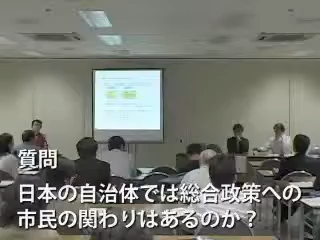 質問
日本の自治体では総合政策への
市民の関わりはあるのか？